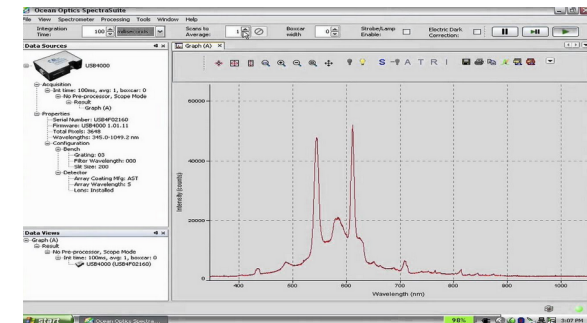 Ocean Optics SpectraSuite
File View Spectrometer Processing Tools Window Help
Integration Time: 100 milliseconds
Scans to Average: 1
Boxcar width 0
Strobe/Lamp Enable:
Electric Dark Correction:
Data Sources
Graph (A)
USB4000
S T A T R I
Acquisition
Int time: 100ms, avg: 1, boxcar: 0
No Pre-processor, Scope Mode
Result
Graph (A)
Properties
Serial Number: USB4F02160
Firmware: USB4000 1.01.11
Total Pixels: 3648
Wavelengths: 345.0-1049.2 nm
Configuration
Bench
Grating: 03
Filter Wavelength: 000
Slit Size: 200
Detector
Array Coating Mfg: AST
Array Wavelength: S
Lens: Installed
60000
40000
20000
0
Intensity (counts)
400 500 600 700 800 900 1000
Wavelength (nm)
Data Views
Graph (A)
Result
No Pre-processor, Scope Mode
Int time: 100ms, avg: 1, boxcar: 0
USB4000 (USB4F02160)
start
Ocean Optics Spectra...
98%
3:07 PM